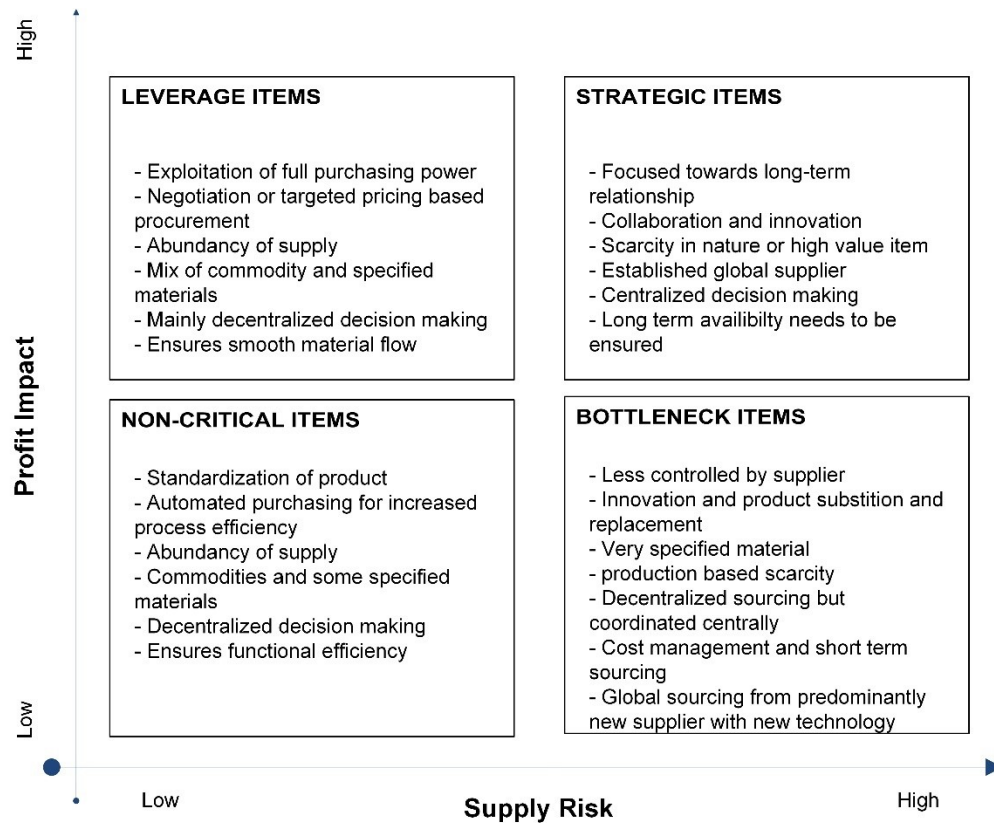 High
LEVERAGE ITEMS
- Exploitation of full purchasing power
- Negotiation or targeted pricing based
procurement
- Abundancy of supply
- Mix of commodity and specified
materials
- Mainly decentralized decision making
- Ensures smooth material flow
STRATEGIC ITEMS
- Focused towards long-term
relationship
- Collaboration and innovation
- Scarcity in nature or high value item
- Established global supplier
- Centralized decision making
- Long term availibilty needs to be
ensured
Profit Impact
NON-CRITICAL ITEMS
- Standardization of product
- Automated purchasing for increased
process efficiency
- Abundancy of supply
- Commodities and some specified
materials
- Decentralized decision making
- Ensures functional efficiency
BOTTLENECK ITEMS
- Less controlled by supplier
- Innovation and product substition and
replacement
- Very specified material
- production based scarcity
- Decentralized sourcing but
coordinated centrally
- Cost management and short term
sourcing
- Global sourcing from predominantly
new supplier with new technology
Low
Low
Supply Risk
High